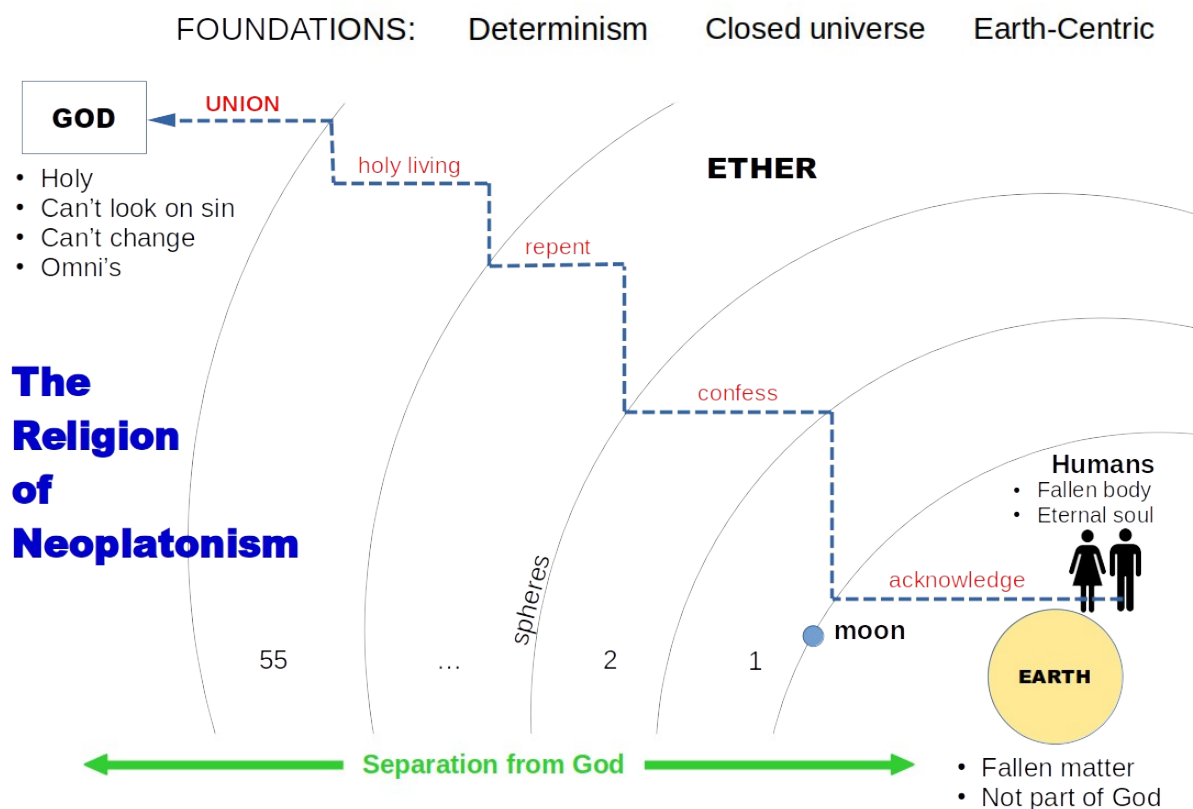 FOUNDATIONS: Determinism Closed universe Earth-Centric
GOD
UNION
• Holy
• Can't look on sin
• Can't change
• Omni's
holy living
ETHER
repent
confess
The
Religion
of
Neoplatonism
Humans
• Fallen body
• Eternal soul
acknowledge
spheres
moon
55 ... 2 1
EARTH
Separation from God
• Fallen matter
• Not part of God